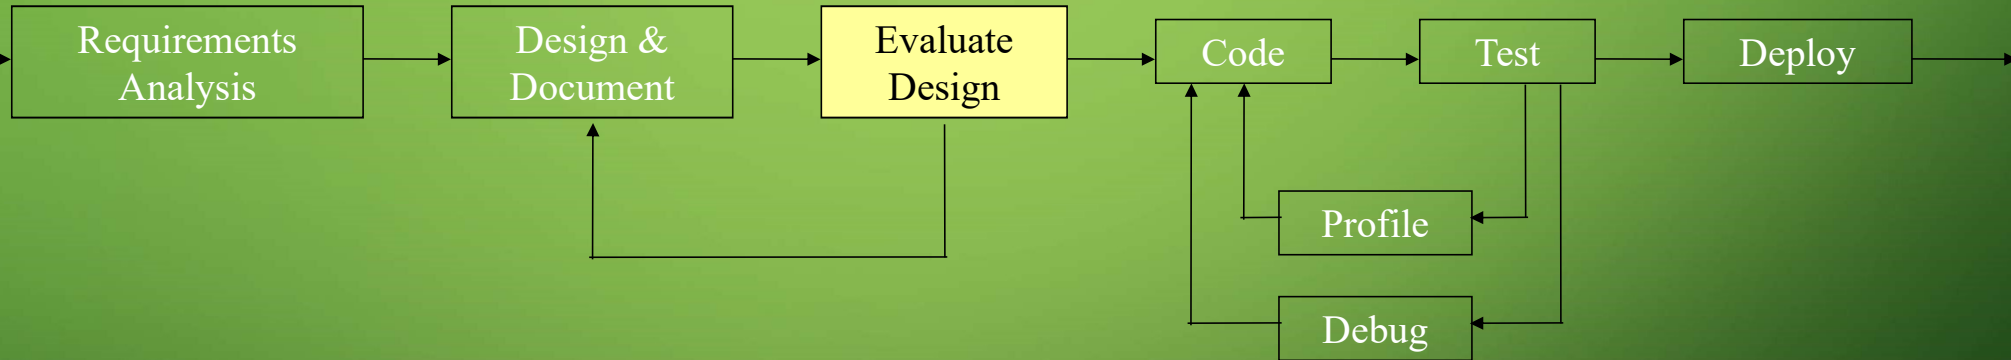 Requirements
Analysis
Design &
Document
Evaluate
Design
Code
Test
Deploy
Profile
Debug